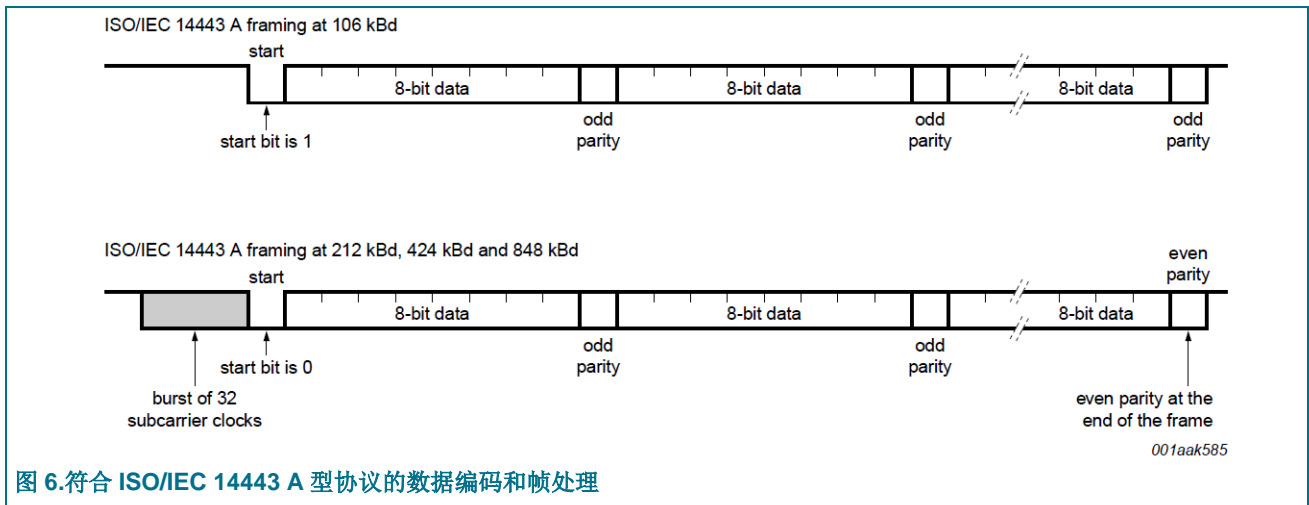 ISO/IEC 14443 A framing at 106 kBd
start
8-bit data 8-bit data 8-bit data
odd parity odd parity odd parity
start bit is 1
ISO/IEC 14443 A framing at 212 kBd, 424 kBd and 848 kBd
even
parity
start
8-bit data 8-bit data 8-bit data
odd parity odd parity
start bit is 0
burst of 32
subcarrier clocks
even parity at the
end of the frame
001aak585
图 6.符合 ISO/IEC 14443 A 型协议的数据编码和帧处理